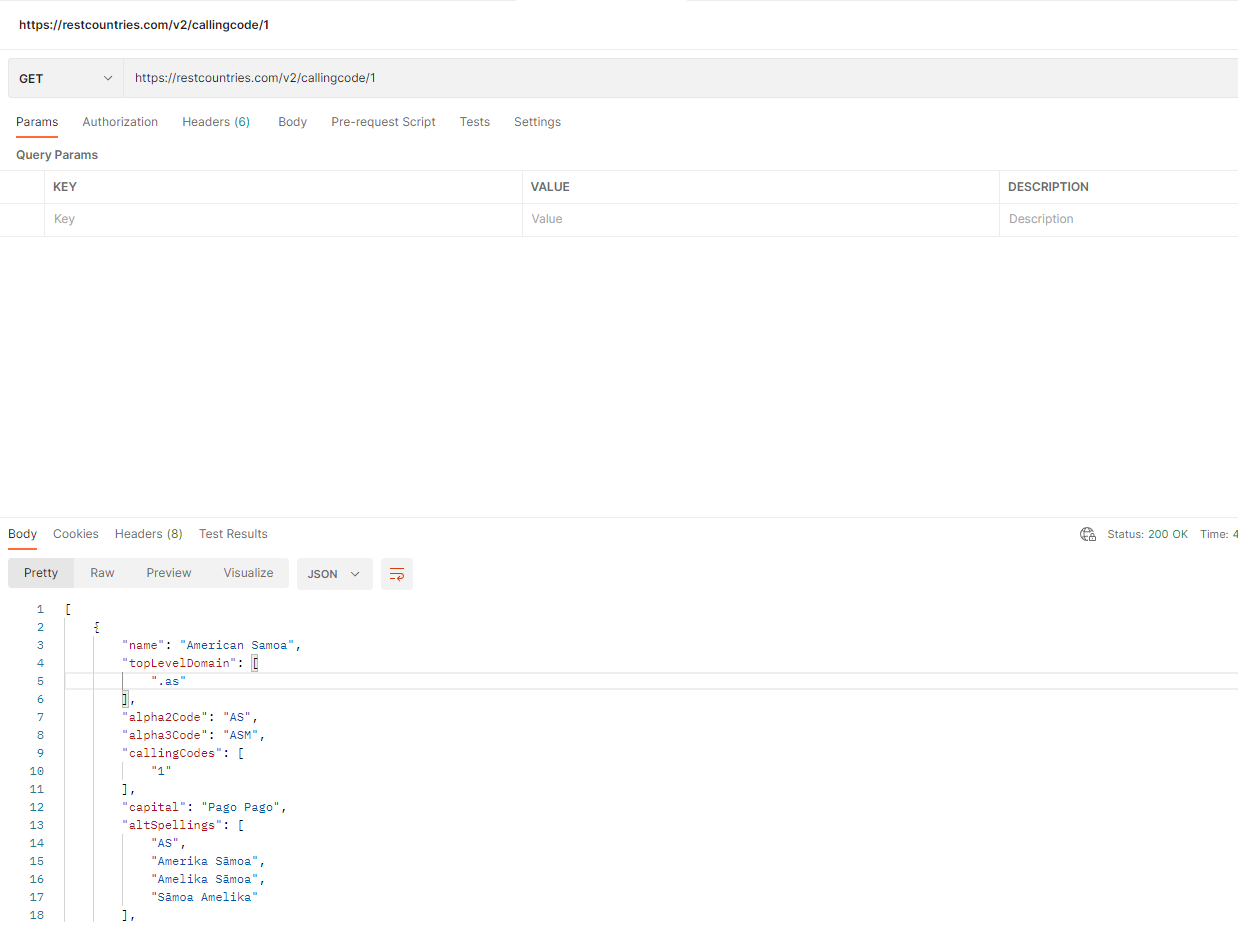 https://restcountries.com/v2/callingcode/1
GET https://restcountries.com/v2/callingcode/1
Params Authorization Headers (6) Body Pre-request Script Tests Settings
Query Params
KEY VALUE DESCRIPTION
Key Value Description
Body Cookies Headers (8) Test Results Status: 200 OK Time: 4
Pretty Raw Preview Visualize JSON
1 [
2 {
3 "name": "American Samoa",
4 "topLevelDomain": [
5 ".as"
6 ],
7 "alpha2Code": "AS",
8 "alpha3Code": "ASM",
9 "callingCodes": [
10 "1"
11 ],
12 "capital": "Pago Pago",
13 "altSpellings": [
14 "AS",
15 "Amerika Sāmoa",
16 "Amelika Sāmoa",
17 "Sāmoa Amelika"
18 ],